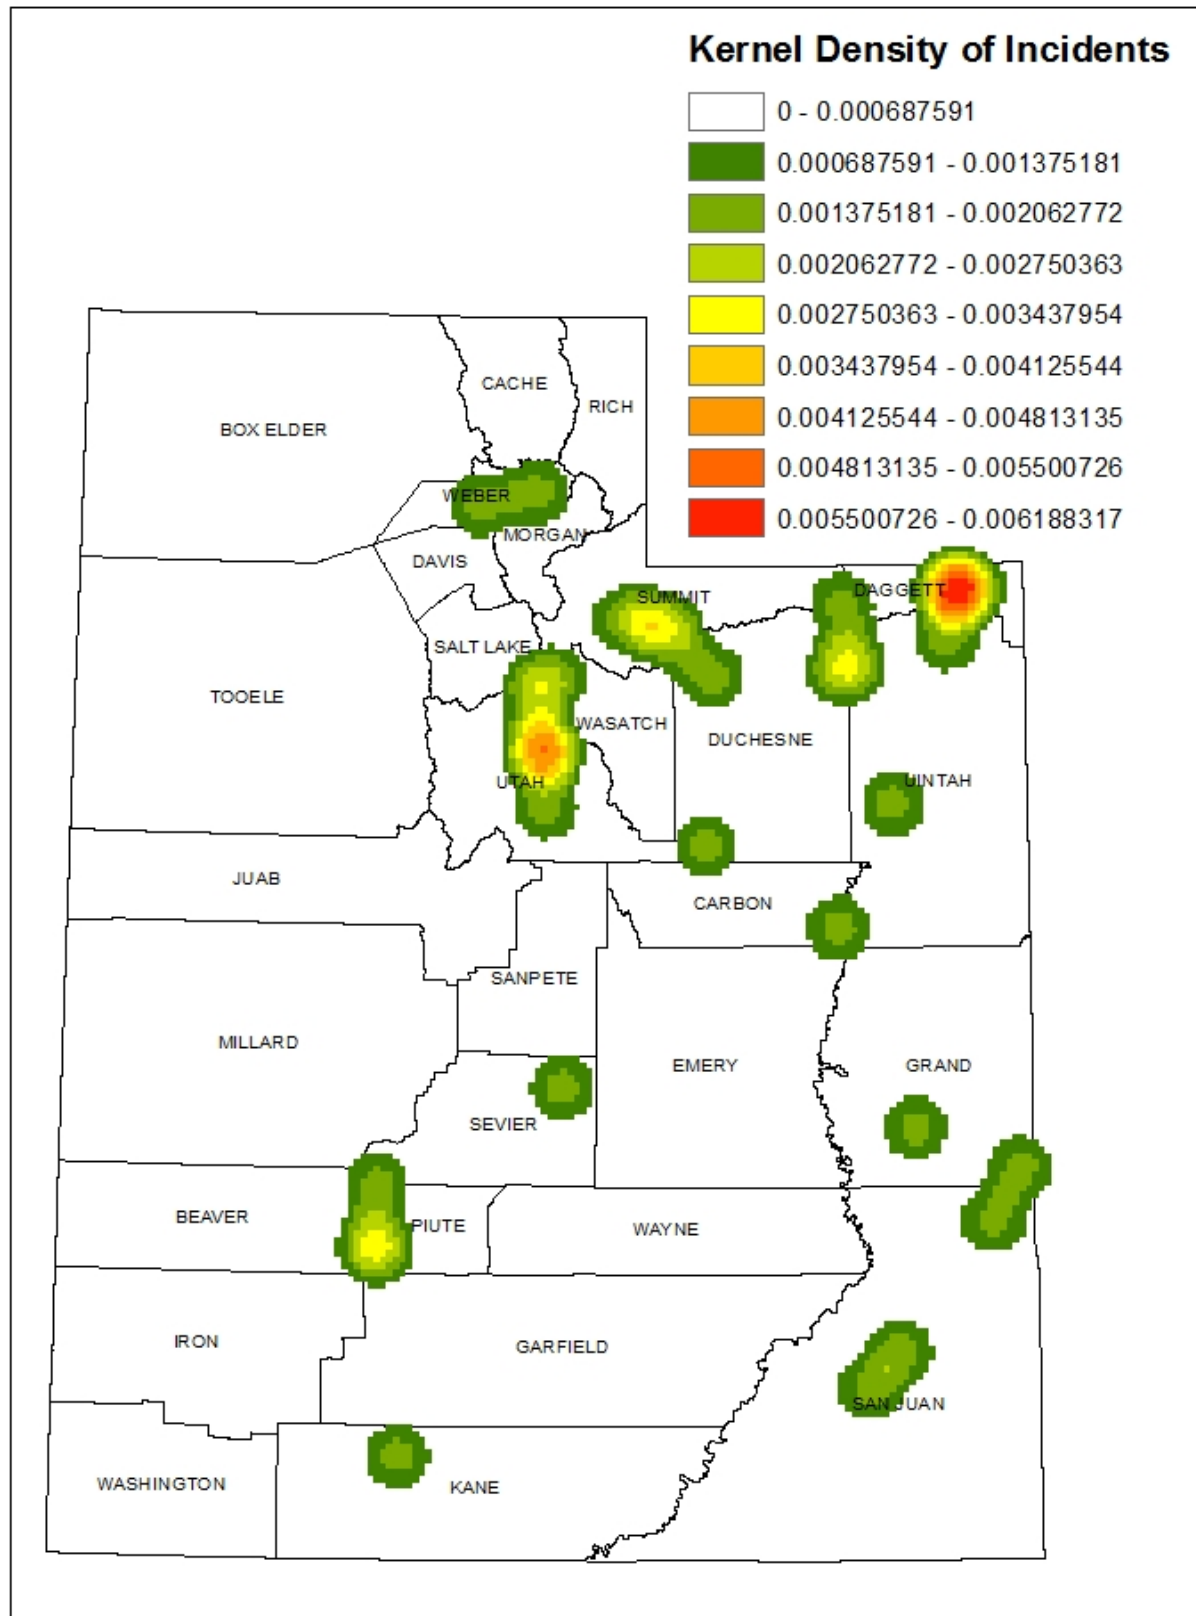 Kernel Density of Incidents
0 - 0.000687591
0.000687591 - 0.001375181
0.001375181 - 0.002062772
0.002062772 - 0.002750363
0.002750363 - 0.003437954
0.003437954 - 0.004125544
0.004125544 - 0.004813135
0.004813135 - 0.005500726
0.005500726 - 0.006188317
CACHE
RICH
BOX ELDER
WEBER
MORGAN
DAVIS
DAGGETT
SUMMIT
SALT LAKE
TOOELE
WASATCH
DUCHESNE
UTAH
UINTAH
JUAB
CARBON
SANPETE
MILLARD
EMERY
GRAND
SEVIER
BEAVER
PIUTE
WAYNE
IRON
GARFIELD
SAN JUAN
WASHINGTON
KANE